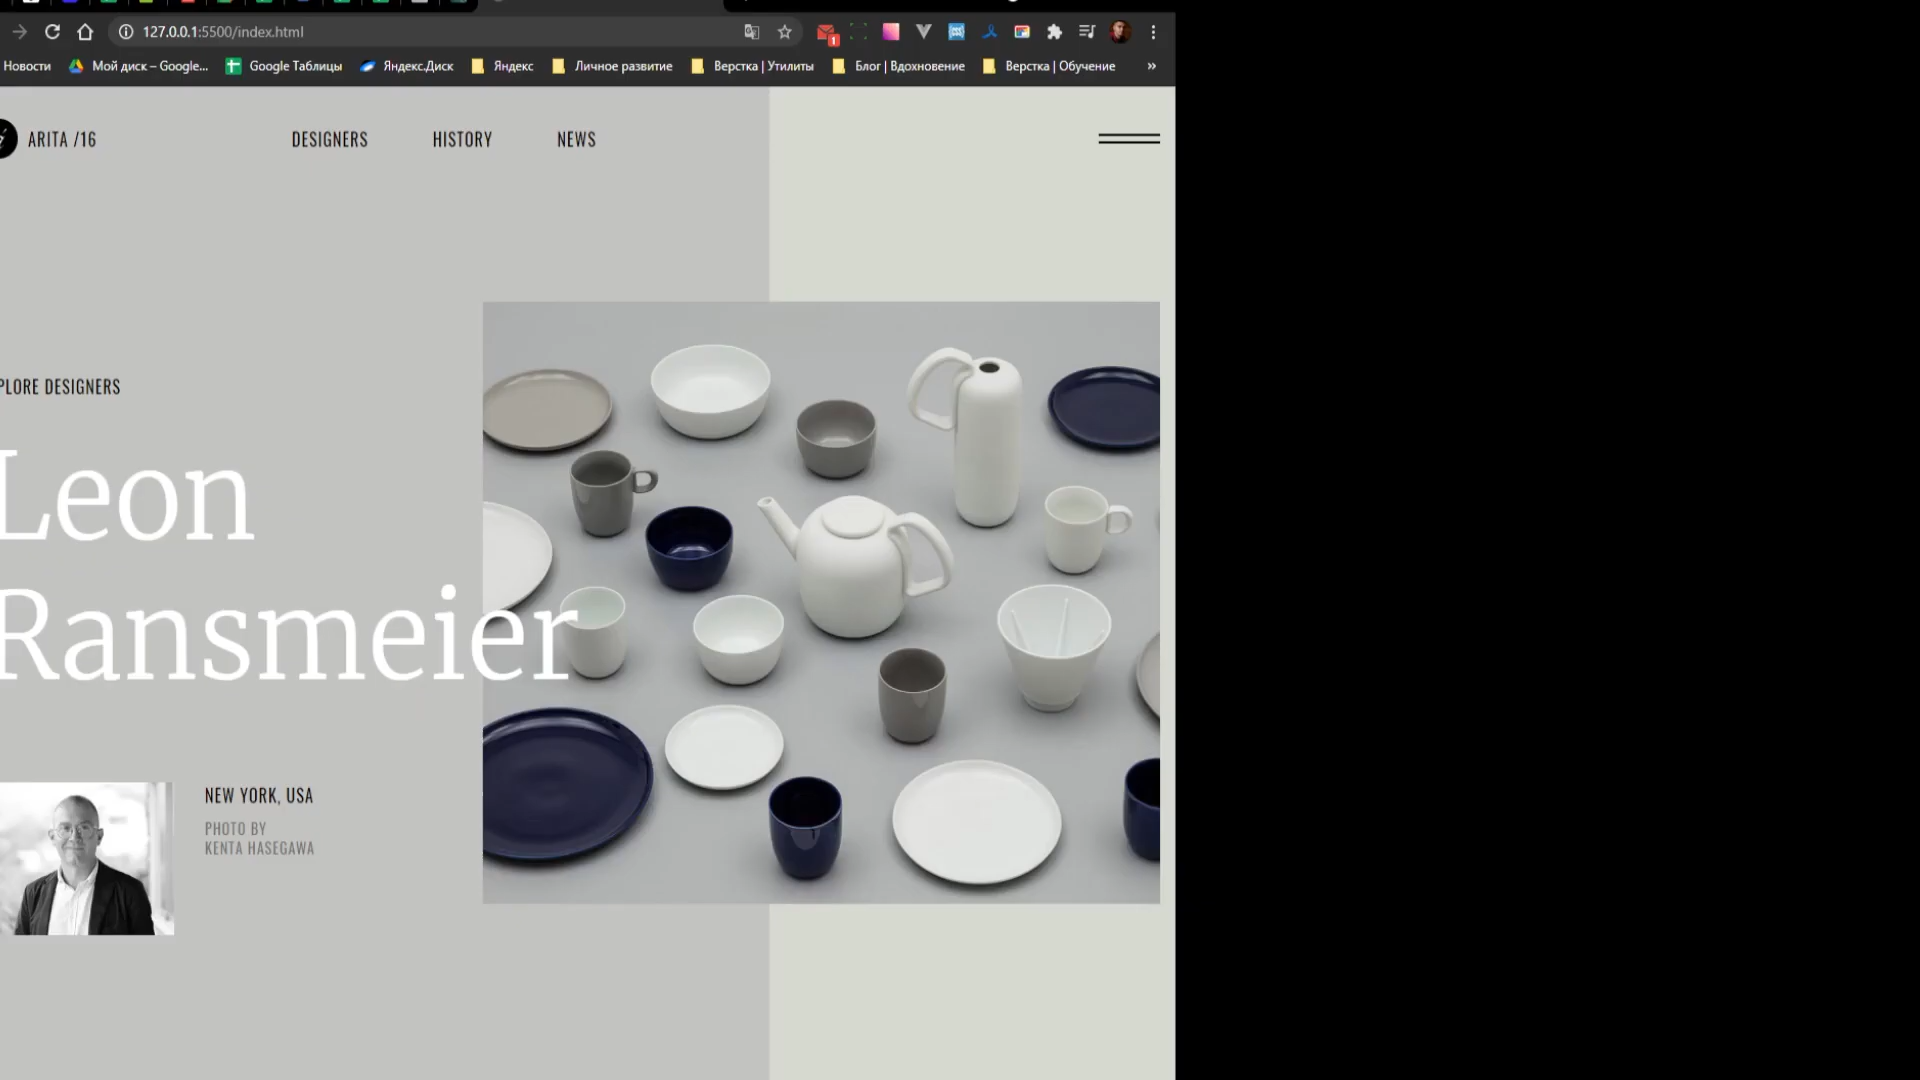 127.0.0.1:5500/index.html
1
Новости Мой диск – Google... Google Таблицы Яндекс.Диск Яндекс Личное развитие Верстка | Утилиты Блог | Вдохновение Верстка | Обучение »
ARITA /16 DESIGNERS HISTORY NEWS
PLORE DESIGNERS
Leon
Ransmeier
NEW YORK, USA
PHOTO BY
KENTA HASEGAWA